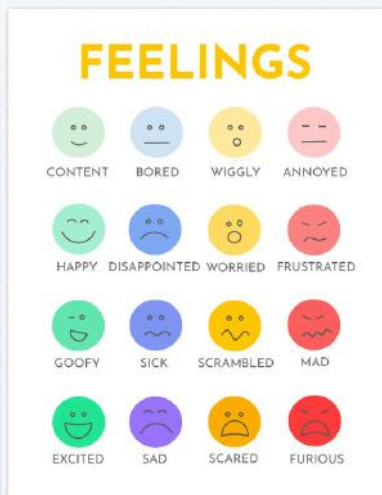 FEELINGS
CONTENT BORED WIGGLY ANNOYED
HAPPY DISAPPOINTED WORRIED FRUSTRATED
GOOFY SICK SCRAMBLED MAD
EXCITED SAD SCARED FURIOUS